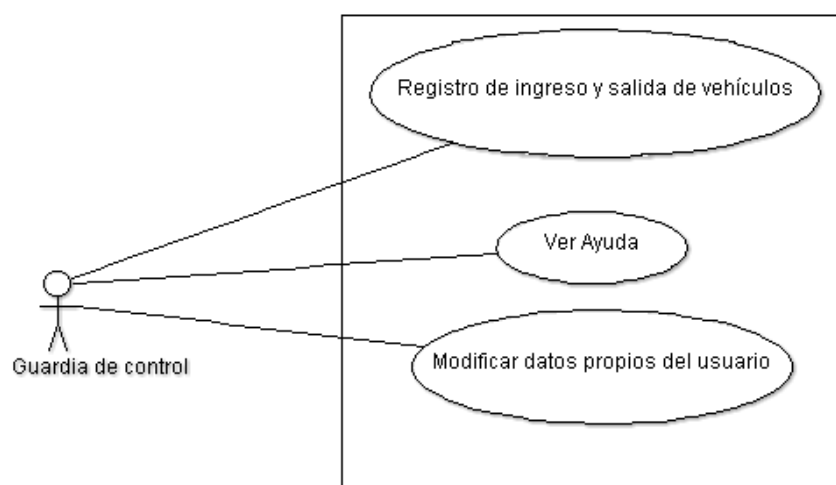 Registro de ingreso y salida de vehículos
Ver Ayuda
Guardia de control
Modificar datos propios del usuario